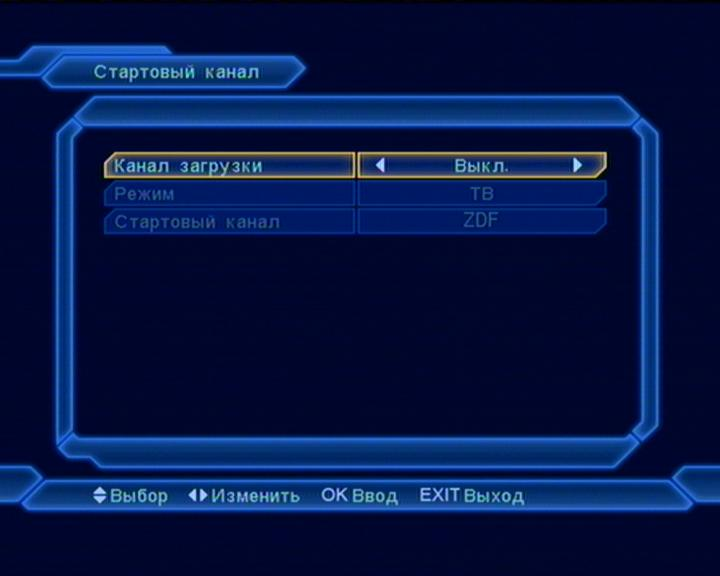 Стартовый канал
Канал загрузки Выкл.
Режим ТВ
Стартовый канал ZDF
Выбор Изменить OK Ввод EXIT Выход